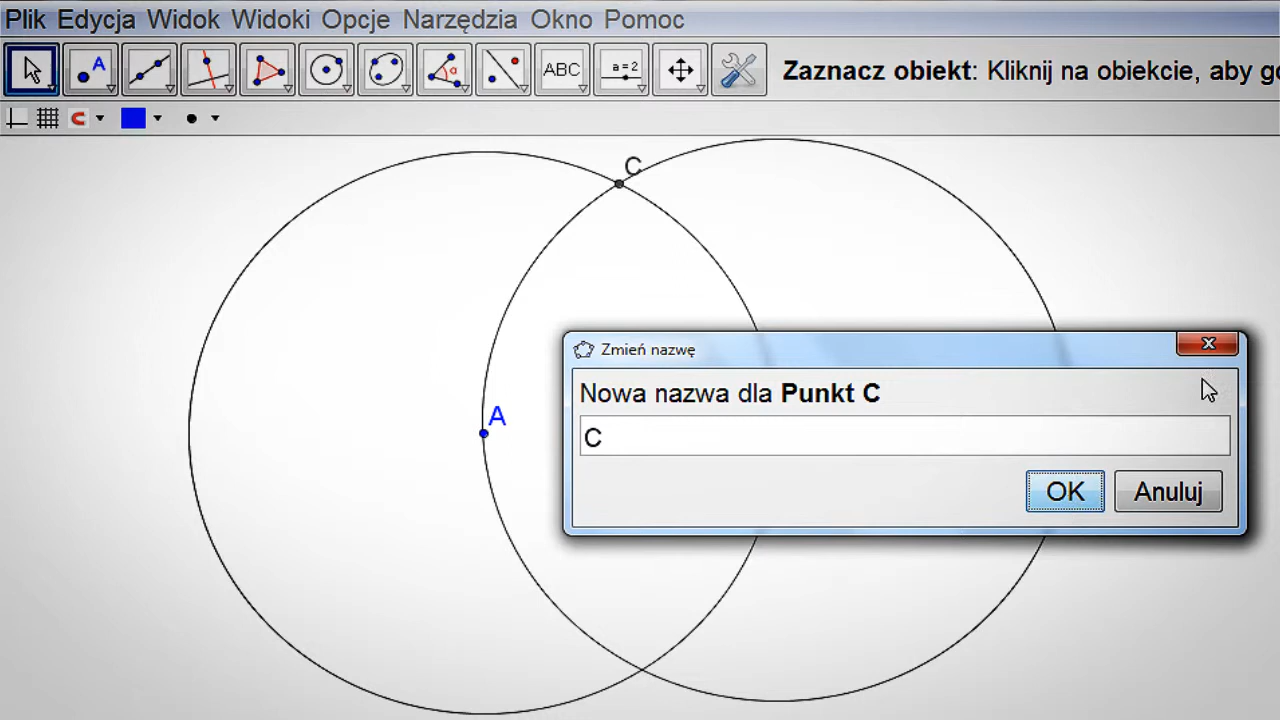 Plik Edycja Widok Widoki Opcje Narzędzia Okno Pomoc
A
α
ABC
a = 2
Zaznacz obiekt: Kliknij na obiekcie, aby go
C
Zmień nazwę
Nowa nazwa dla Punkt C
A
C
OK Anuluj